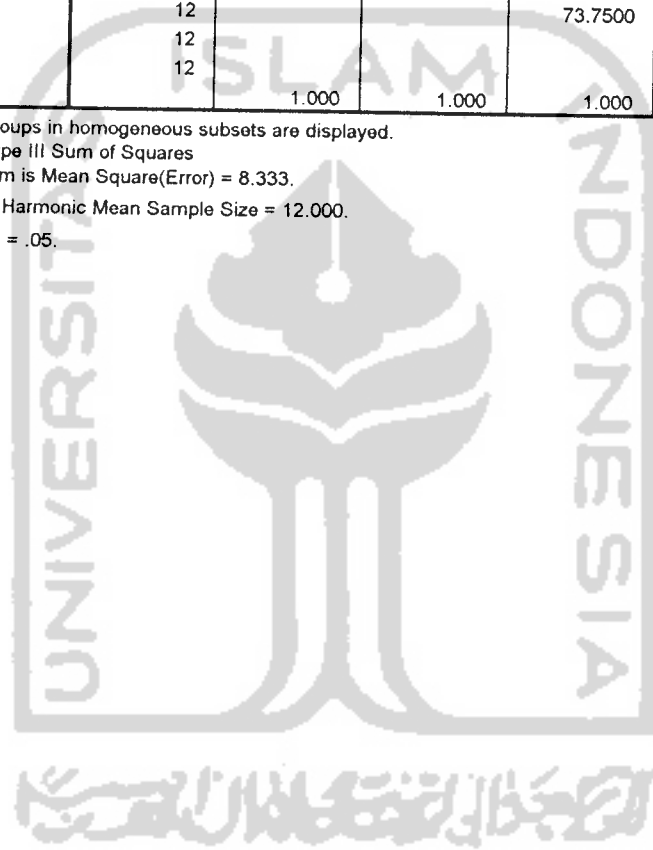 12 73.7500
12
12
1.000 1.000 1.000
oups in homogeneous subsets are displayed.
pe III Sum of Squares
m is Mean Square(Error) = 8.333.
Harmonic Mean Sample Size = 12.000.
= .05.
ISLAM
UNIVERSITAS
INDONESIA